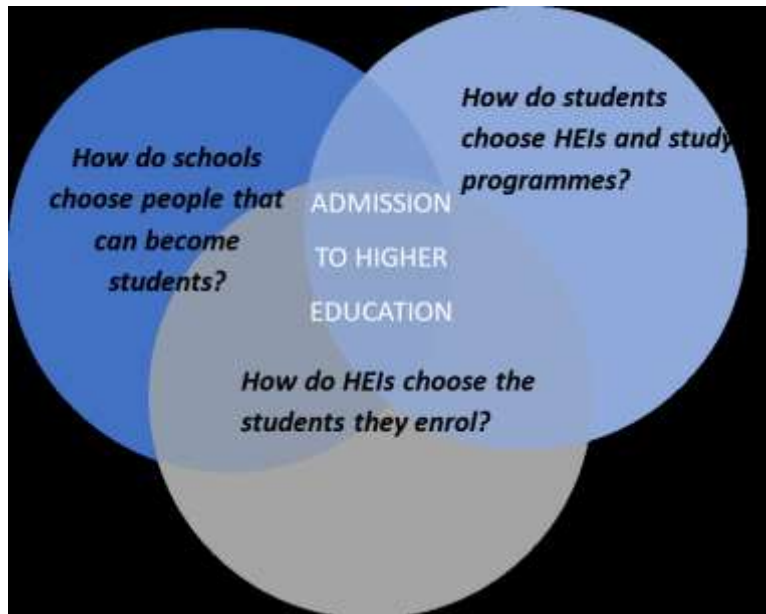 How do schools
choose people that
can become
students?
How do students
choose HEIs and study
programmes?
ADMISSION
TO HIGHER
EDUCATION
How do HEIs choose the
students they enrol?